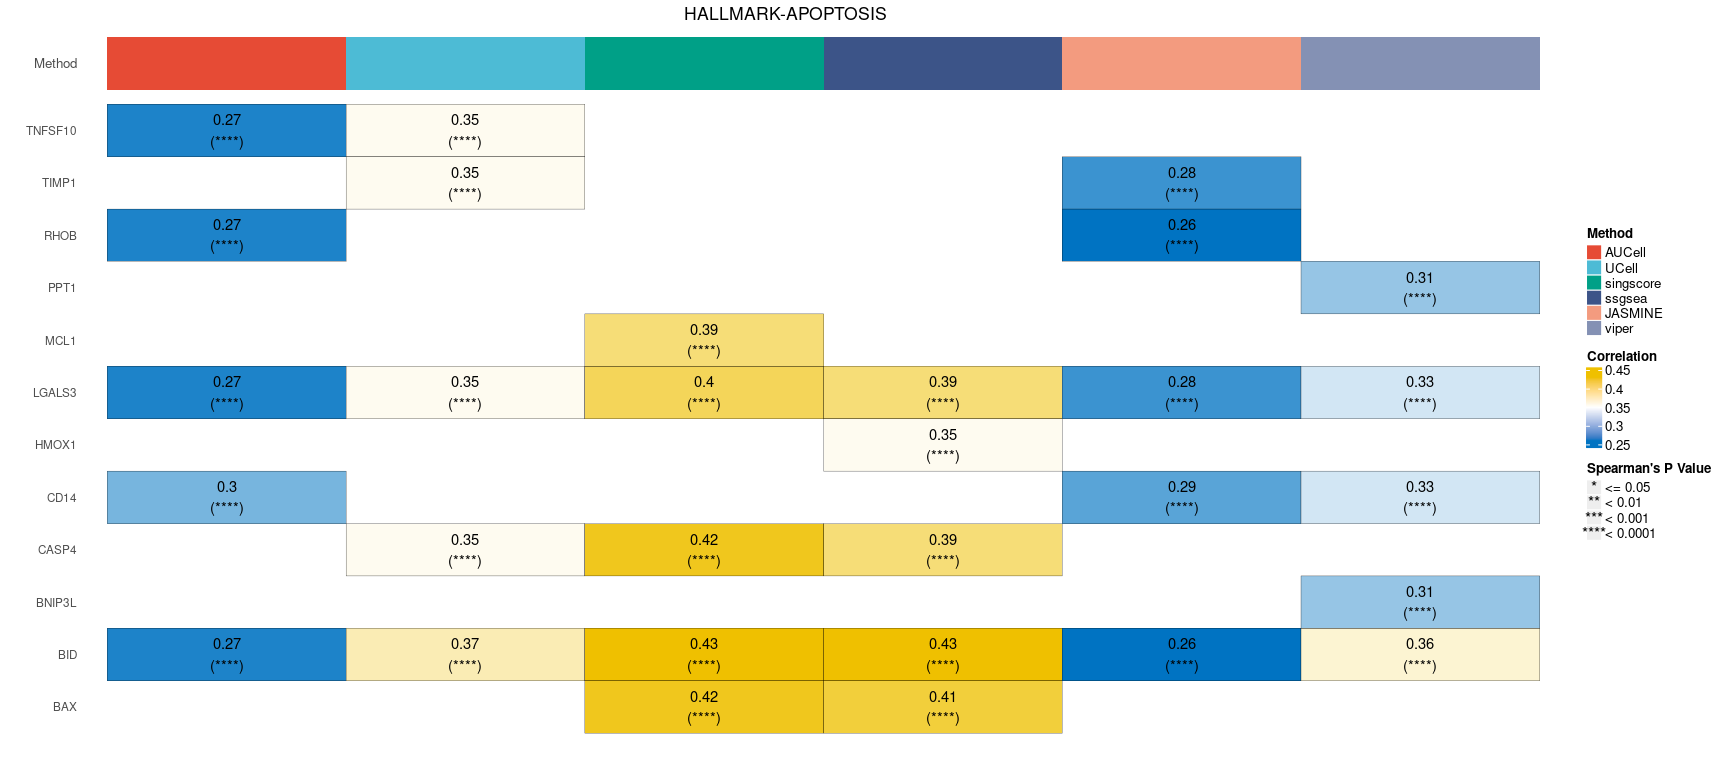 HALLMARK-APOPTOSIS
Method
TNFSF10
0.27
(****)
0.35
(****)
TIMP1
0.35
(****)
0.28
(****)
RHOB
0.27
(****)
0.26
(****)
PPT1
0.31
(****)
MCL1
0.39
(****)
LGALS3
0.27
(****)
0.35
(****)
0.4
(****)
0.39
(****)
0.28
(****)
0.33
(****)
HMOX1
0.35
(****)
CD14
0.3
(****)
0.29
(****)
0.33
(****)
CASP4
0.35
(****)
0.42
(****)
0.39
(****)
BNIP3L
0.31
(****)
BID
0.27
(****)
0.37
(****)
0.43
(****)
0.43
(****)
0.26
(****)
0.36
(****)
BAX
0.42
(****)
0.41
(****)
Method
AUCell
UCell
singscore
ssgsea
JASMINE
viper
Correlation
0.45
0.4
0.35
0.3
0.25
Spearman's P Value
* <= 0.05
** < 0.01
*** < 0.001
**** < 0.0001